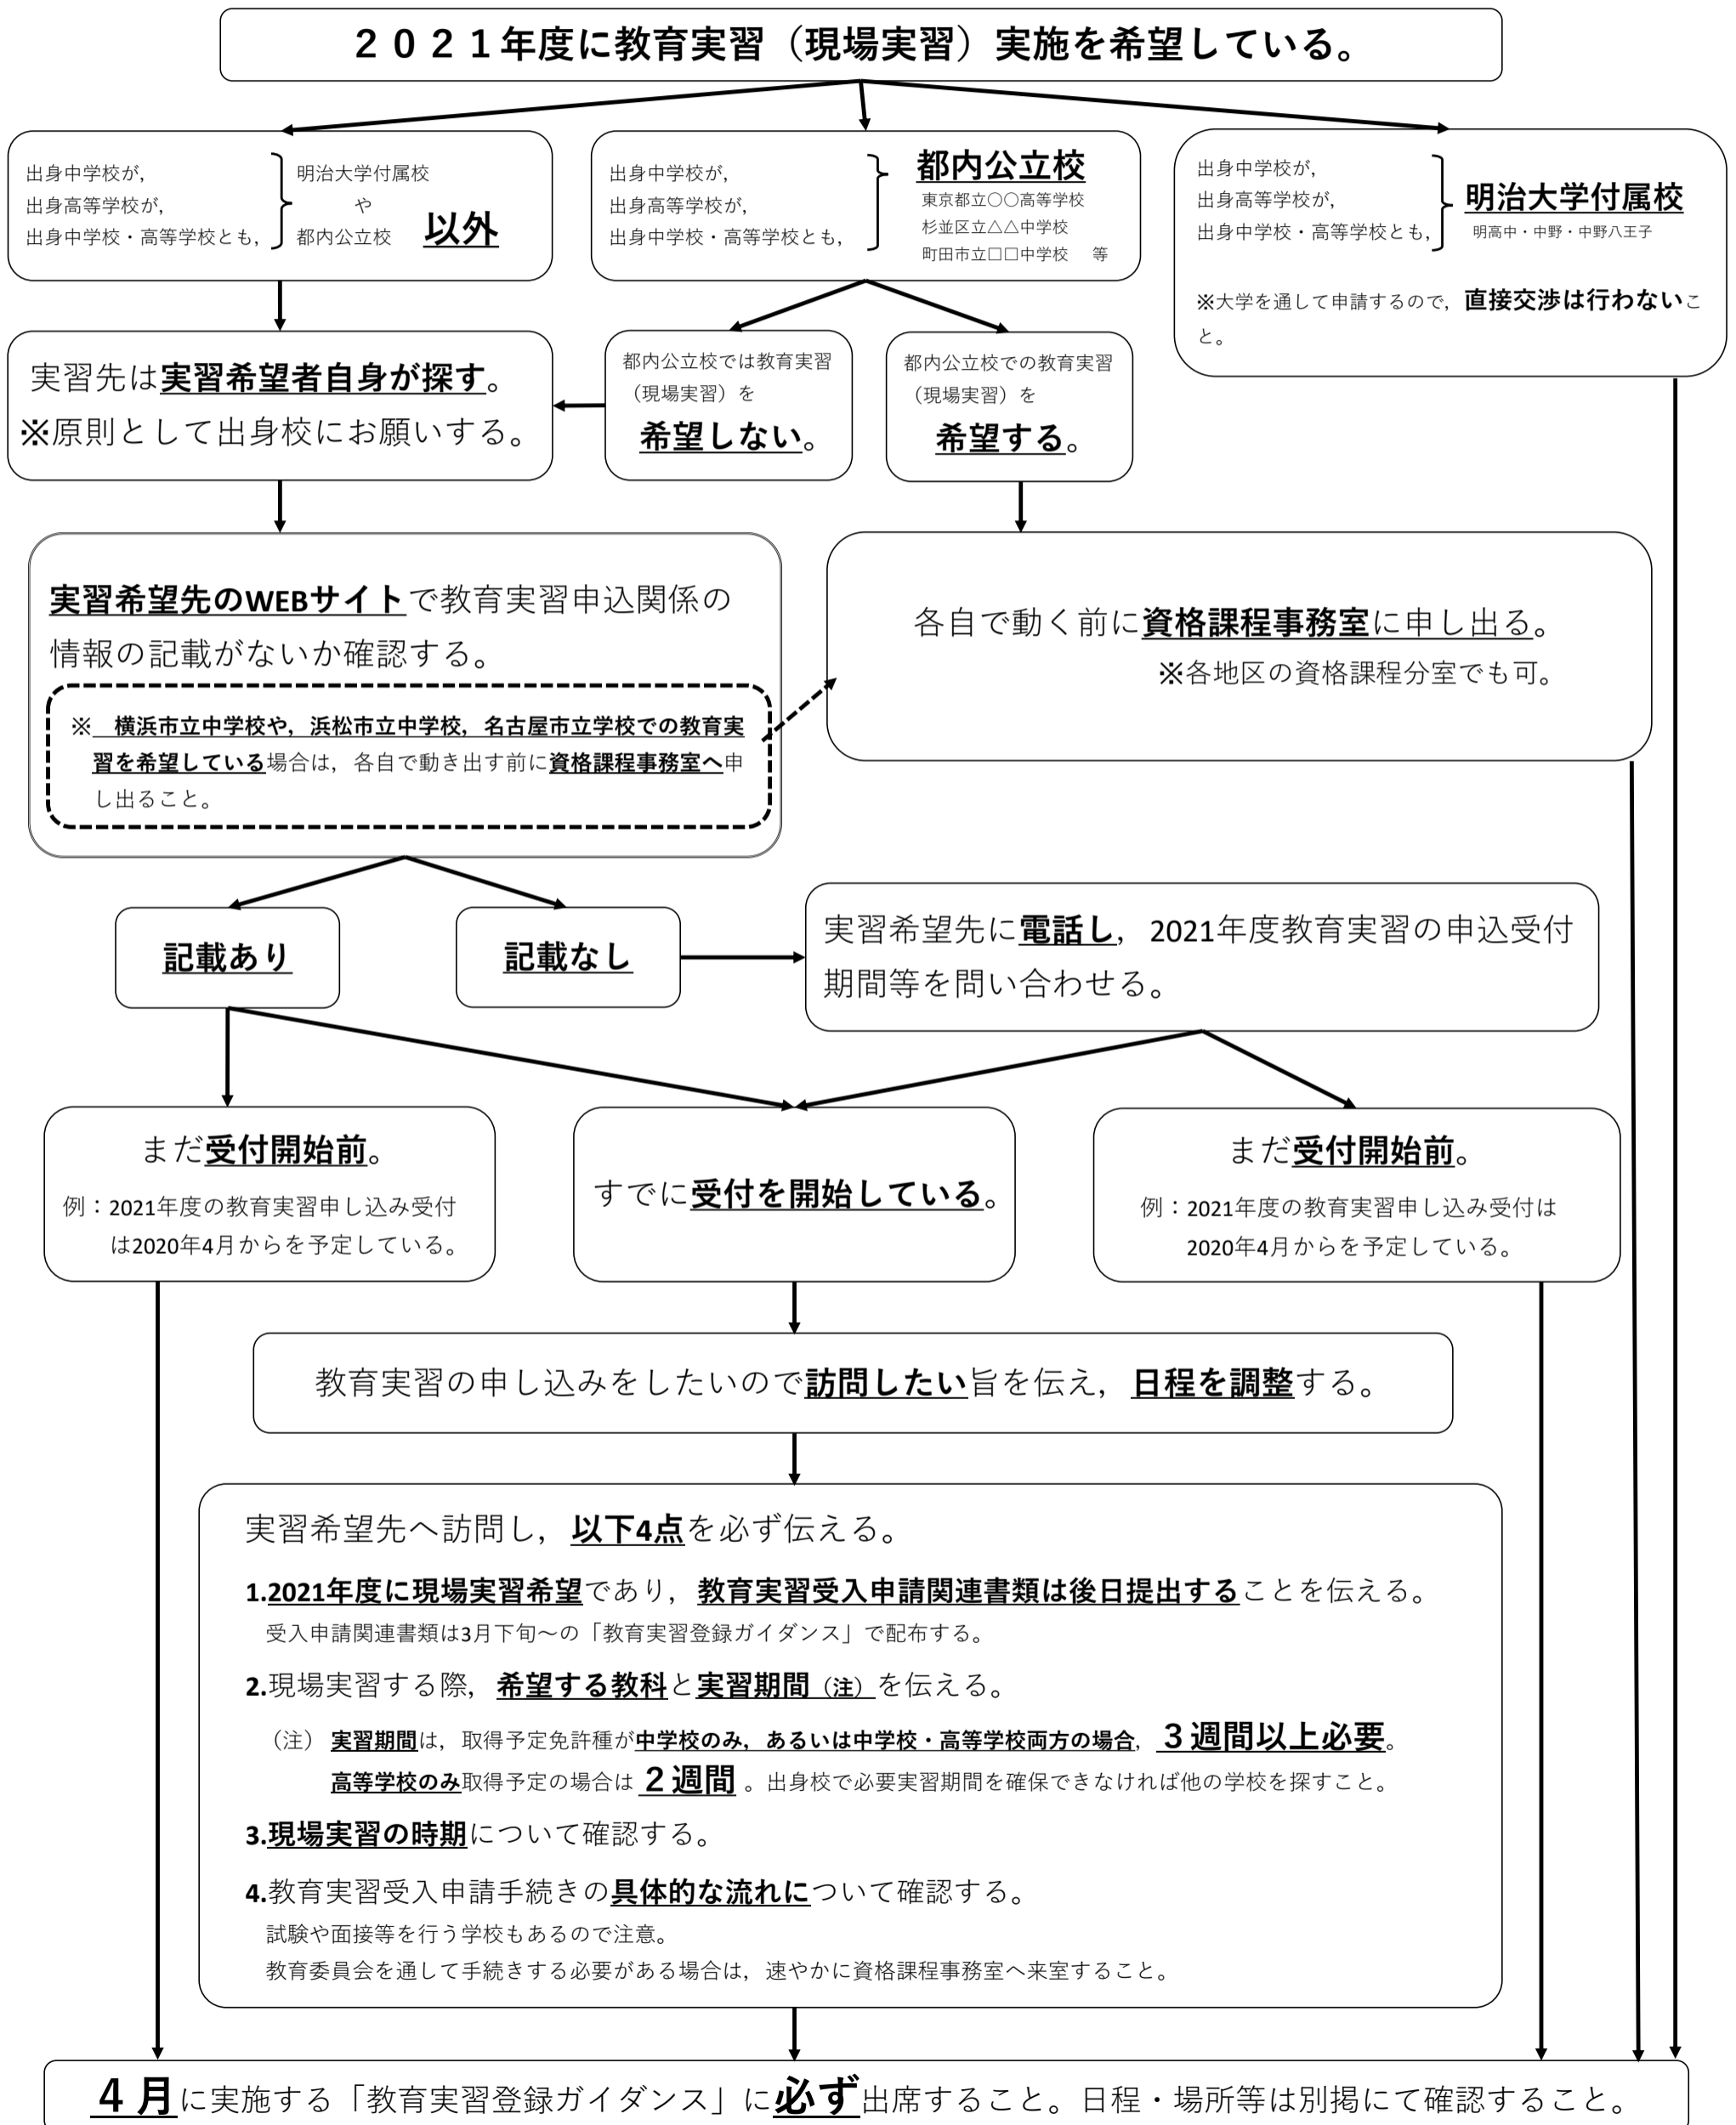 ２０２１年度に教育実習（現場実習）実施を希望している。
出身中学校が，
出身高等学校が，
出身中学校・高等学校とも，
明治大学付属校
や
都内公立校　以外
出身中学校が，
出身高等学校が，
出身中学校・高等学校とも，
都内公立校
東京都立○○高等学校
杉並区立△△中学校
町田市立□□中学校　等
出身中学校が，
出身高等学校が，
出身中学校・高等学校とも，
明治大学付属校
明高中・中野・中野八王子
※大学を通して申請するので，直接交渉は行わないこ
と。
実習先は実習希望者自身が探す。
※原則として出身校にお願いする。
都内公立校では教育実習
（現場実習）を
希望しない。
都内公立校での教育実習
（現場実習）を
希望する。
実習希望先のWEBサイトで教育実習申込関係の
情報の記載がないか確認する。
※　横浜市立中学校や，浜松市立中学校，名古屋市立学校での教育実
習を希望している場合は，各自で動き出す前に資格課程事務室へ申
し出ること。
各自で動く前に資格課程事務室に申し出る。
※各地区の資格課程分室でも可。
記載あり
記載なし
実習希望先に電話し，2021年度教育実習の申込受付
期間等を問い合わせる。
まだ受付開始前。
例：2021年度の教育実習申し込み受付
は2020年4月からを予定している。
すでに受付を開始している。
まだ受付開始前。
例：2021年度の教育実習申し込み受付は
2020年4月からを予定している。
教育実習の申し込みをしたいので訪問したい旨を伝え，日程を調整する。
実習希望先へ訪問し，以下4点を必ず伝える。
1.2021年度に現場実習希望であり，教育実習受入申請関連書類は後日提出することを伝える。
受入申請関連書類は3月下旬～の「教育実習登録ガイダンス」で配布する。
2.現場実習する際，希望する教科と実習期間（注）を伝える。
（注）実習期間は，取得予定免許種が中学校のみ，あるいは中学校・高等学校両方の場合，３週間以上必要。
高等学校のみ取得予定の場合は２週間。出身校で必要実習期間を確保できなければ他の学校を探すこと。
3.現場実習の時期について確認する。
4.教育実習受入申請手続きの具体的な流れについて確認する。
試験や面接等を行う学校もあるので注意。
教育委員会を通して手続きする必要がある場合は，速やかに資格課程事務室へ来室すること。
４月に実施する「教育実習登録ガイダンス」に必ず出席すること。日程・場所等は別掲にて確認すること。